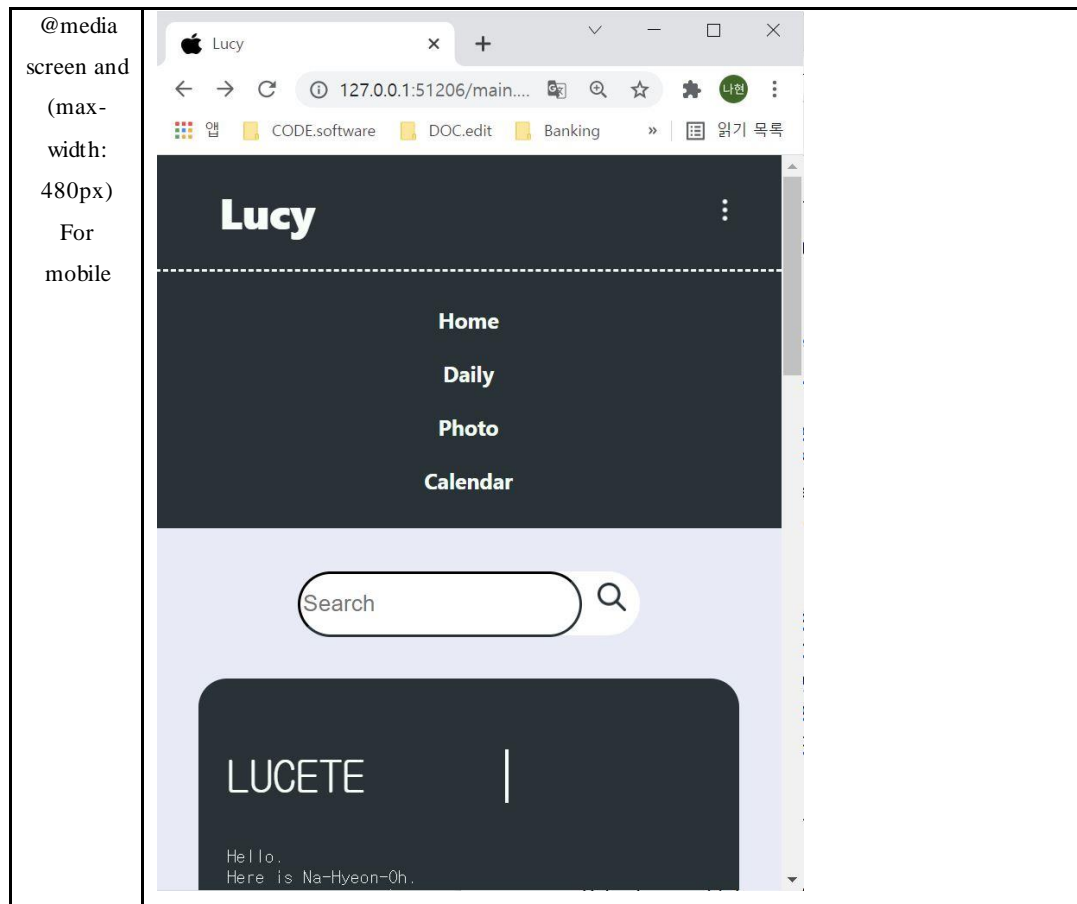 @media
screen and
(max-
width:
480px)
For
mobile
Lucy
127.0.0.1:51206/main....
나현
앱
CODE.software
DOC.edit
Banking
»
읽기 목록
Lucy
Home
Daily
Photo
Calendar
Search
LUCETE
Hello.
Here is Na-Hyeon-Oh.